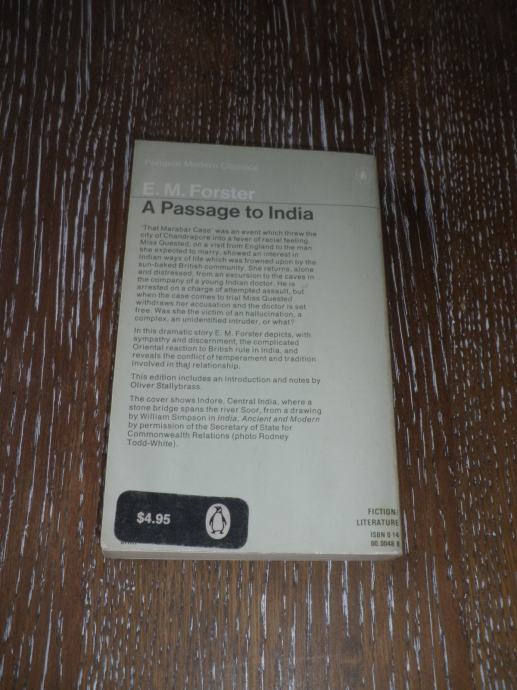 Penguin Modern Classics
E. M. Forster
A Passage to India
'That Marabar Case' was an event which threw the
city of Chandrapore into a fever of racial feeling.
Miss Quested, on a visit from England to the man
she expected to marry, showed an interest in
Indian ways of life which was frowned upon by the
sun-baked British community. She returns, alone
and distressed, from an excursion to the caves in
the company of a young Indian doctor. He is
arrested on a charge of attempted assault, but
when the case comes to trial Miss Quested
withdraws her accusation and the doctor is set
free. Was she the victim of an hallucination, a
complex, an unidentified intruder, or what?
In this dramatic story E. M. Forster depicts, with
sympathy and discernment, the complicated
Oriental reaction to British rule in India, and
reveals the conflict of temperament and tradition
involved in that relationship.
This edition includes an introduction and notes by
Oliver Stallybrass.
The cover shows Indore, Central India, where a
stone bridge spans the river Soor, from a drawing
by William Simpson in India, Ancient and Modern
by permission of the Secretary of State for
Commonwealth Relations (photo Rodney
Todd-White).
$4.95
FICTION/
LITERATURE
ISBN 0 14
00.0048 8